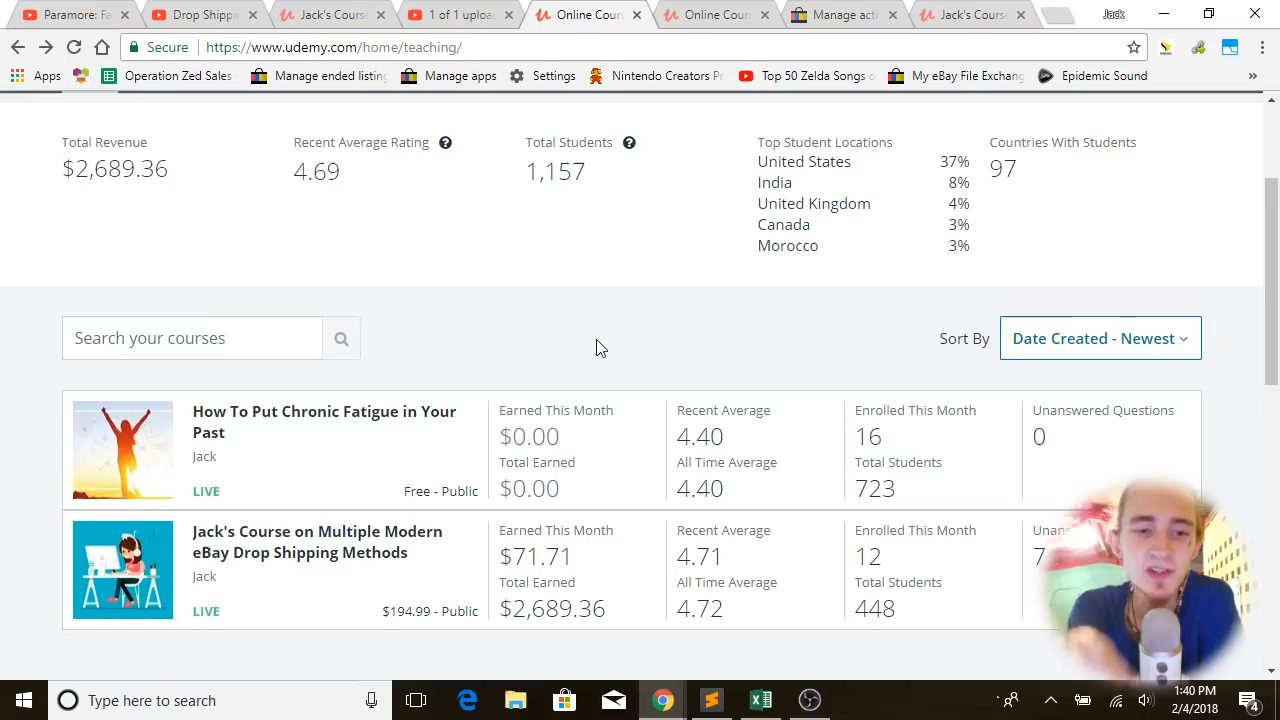 Paramore: Fa
Drop Shippin
Jack's Course
1 of 1 uploa
Online Cours
Online Cours
Manage acti
Jack's Course
Jack
Secure
https://www.udemy.com/home/teaching/
Apps
Operation Zed Sales
Manage ended listing
Manage apps
Settings
Nintendo Creators Pr
Top 50 Zelda Songs o
My eBay File Exchang
Epidemic Sound
»
Total Revenue
$2,689.36
Recent Average Rating ?
4.69
Total Students ?
1,157
Top Student Locations
United States 37%
India 8%
United Kingdom 4%
Canada 3%
Morocco 3%
Countries With Students
97
Search your courses
Sort By
Date Created - Newest
How To Put Chronic Fatigue in Your
Past
Jack
LIVE
Free - Public
Earned This Month
$0.00
Total Earned
$0.00
Recent Average
4.40
All Time Average
4.40
Enrolled This Month
16
Total Students
723
Unanswered Questions
0
Jack's Course on Multiple Modern
eBay Drop Shipping Methods
Jack
LIVE
$194.99 - Public
Earned This Month
$71.71
Total Earned
$2,689.36
Recent Average
4.71
All Time Average
4.72
Enrolled This Month
12
Total Students
448
Unans
7
Type here to search
1:40 PM
2/4/2018
4